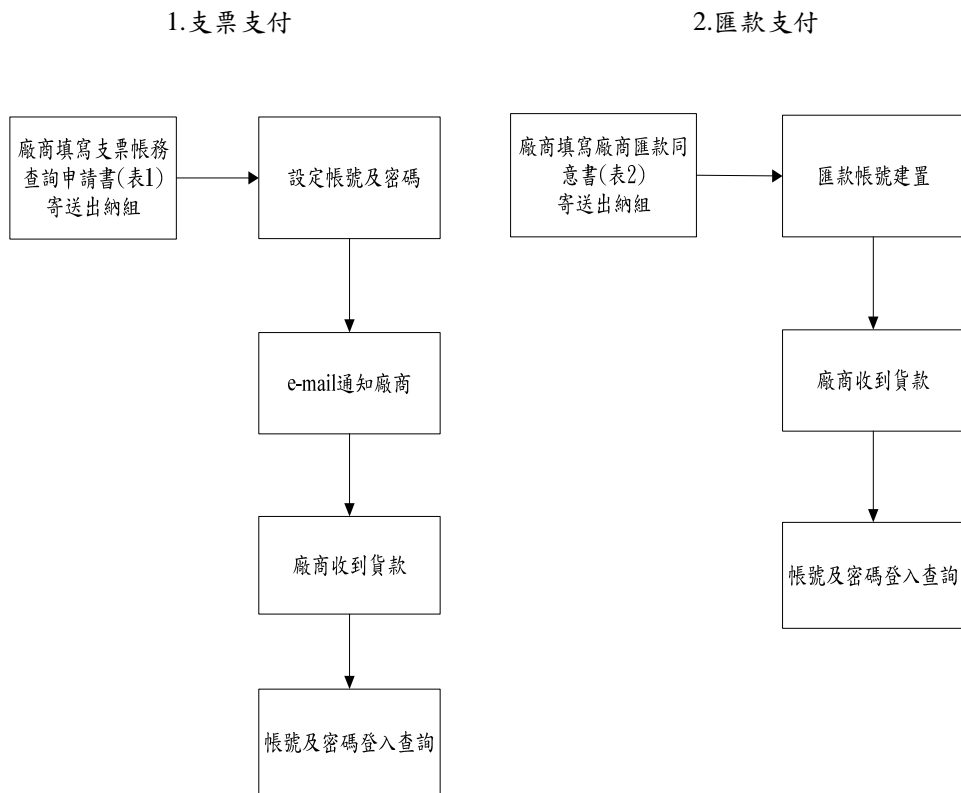 1.支票支付
廠商填寫支票帳務
查詢申請書(表1)
寄送出納組
設定帳號及密碼
e-mail通知廠商
廠商收到貨款
帳號及密碼登入查詢
2.匯款支付
廠商填寫廠商匯款同
意書(表2)
寄送出納組
匯款帳號建置
廠商收到貨款
帳號及密碼登入查詢